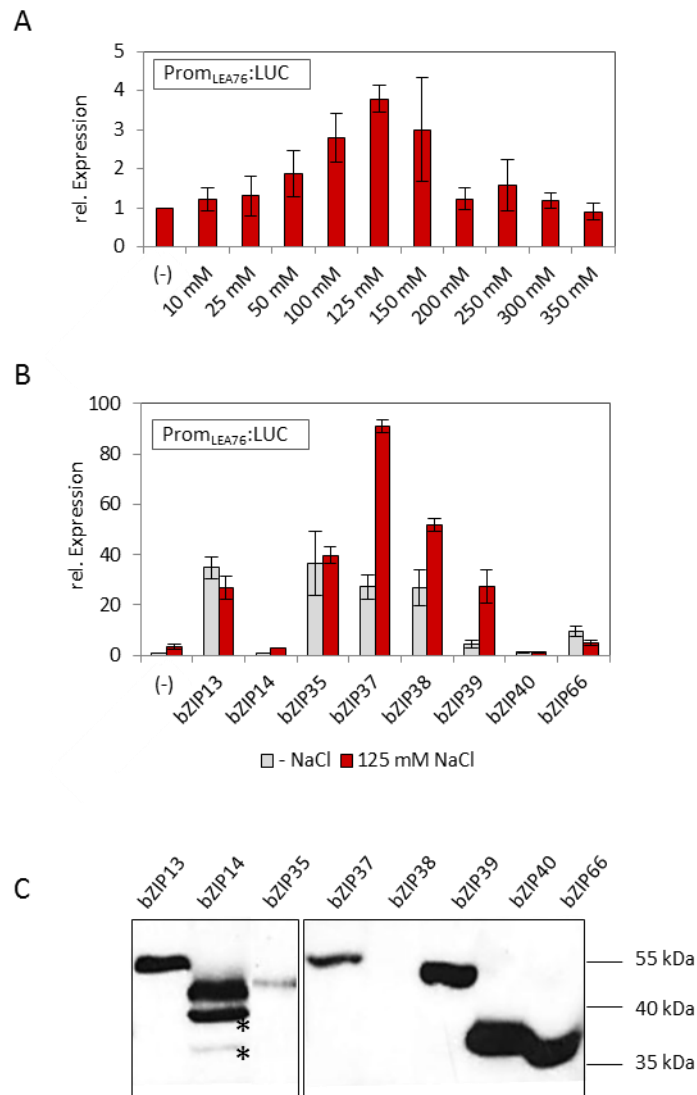 A
rel. Expression
5
4
3
2
1
0
Prom_LEA76:LUC
(-) 10 mM 25 mM 50 mM 100 mM 125 mM 150 mM 200 mM 250 mM 300 mM 350 mM
B
rel. Expression
100
80
60
40
20
0
Prom_LEA76:LUC
(-) bZIP13 bZIP14 bZIP35 bZIP37 bZIP38 bZIP39 bZIP40 bZIP66
- NaCl 125 mM NaCl
C
bZIP13 bZIP14 bZIP35 bZIP37 bZIP38 bZIP39 bZIP40 bZIP66
55 kDa
40 kDa
*
*
35 kDa